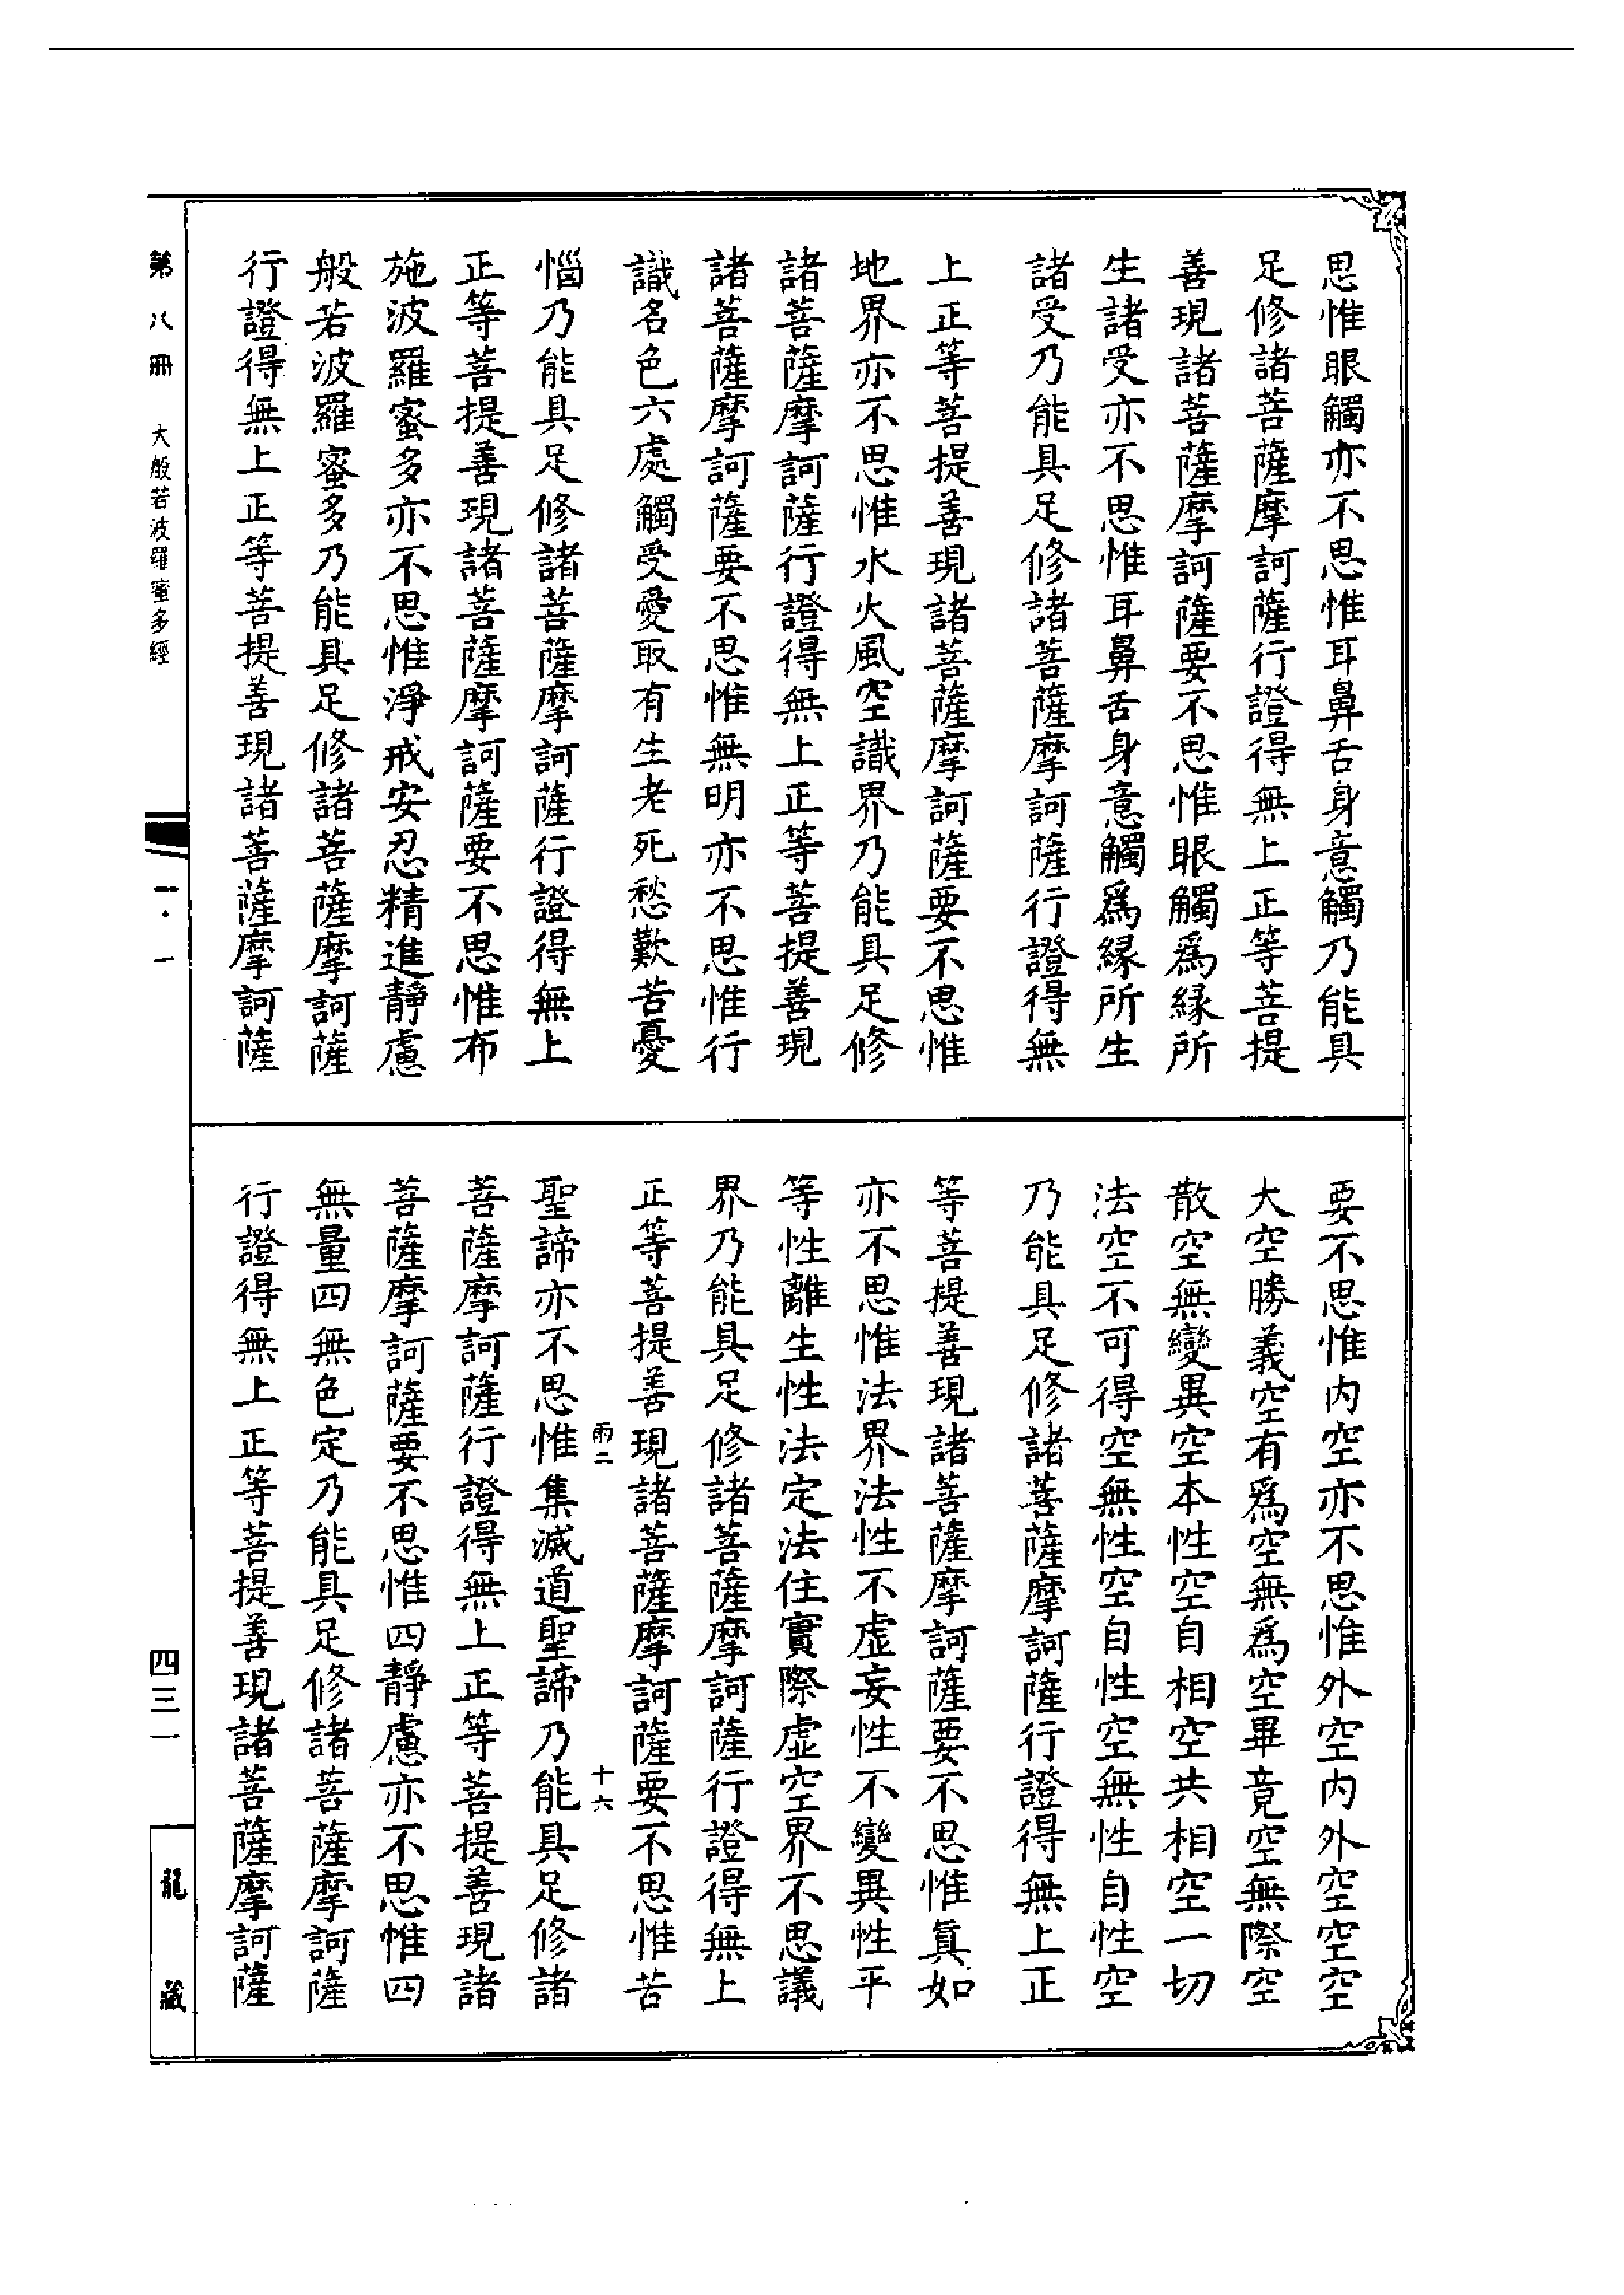 思惟眼觸亦不思惟耳鼻舌身意觸乃能具
足修諸菩薩摩訶薩行證得無上正等菩提
善現諸菩薩摩訶薩要不思惟眼觸爲緣所
生諸受亦不思惟耳鼻舌身意觸爲緣所生
諸受乃能具足修諸菩薩摩訶薩行證得無
上正等菩提善現諸菩薩摩訶薩要不思惟
地界亦不思惟水火風空識界乃能具足修
諸菩薩摩訶薩行證得無上正等菩提善現
諸菩薩摩訶薩要不思惟無明亦不思惟行
識名色六處觸受愛取有生老死愁歎苦憂
惱乃能具足修諸菩薩摩訶薩行證得無上
正等菩提善現諸菩薩摩訶薩要不思惟布
施波羅蜜多亦不思惟淨戒安忍精進靜慮
般若波羅蜜多乃能具足修諸菩薩摩訶薩
行證得無上正等菩提善現諸菩薩摩訶薩
要不思惟內空亦不思惟外空內外空空空
大空勝義空有爲空無爲空畢竟空無際空
散空無變異空本性空自相空共相空一切
法空不可得空無性空自性空無性自性空
乃能具足修諸菩薩摩訶薩行證得無上正
等菩提善現諸菩薩摩訶薩要不思惟眞如
亦不思惟法界法性不虛妄性不變異性平
等性離生性法定法住實際虛空界不思議
界乃能具足修諸菩薩摩訶薩行證得無上
正等菩提善現諸菩薩摩訶薩要不思惟苦
雨二 十六
聖諦亦不思惟集滅道聖諦乃能具足修諸
菩薩摩訶薩行證得無上正等菩提善現諸
菩薩摩訶薩要不思惟四靜慮亦不思惟四
無量四無色定乃能具足修諸菩薩摩訶薩
行證得無上正等菩提善現諸菩薩摩訶薩
第八冊 大般若波羅蜜多經 一·一 四三一 龍藏